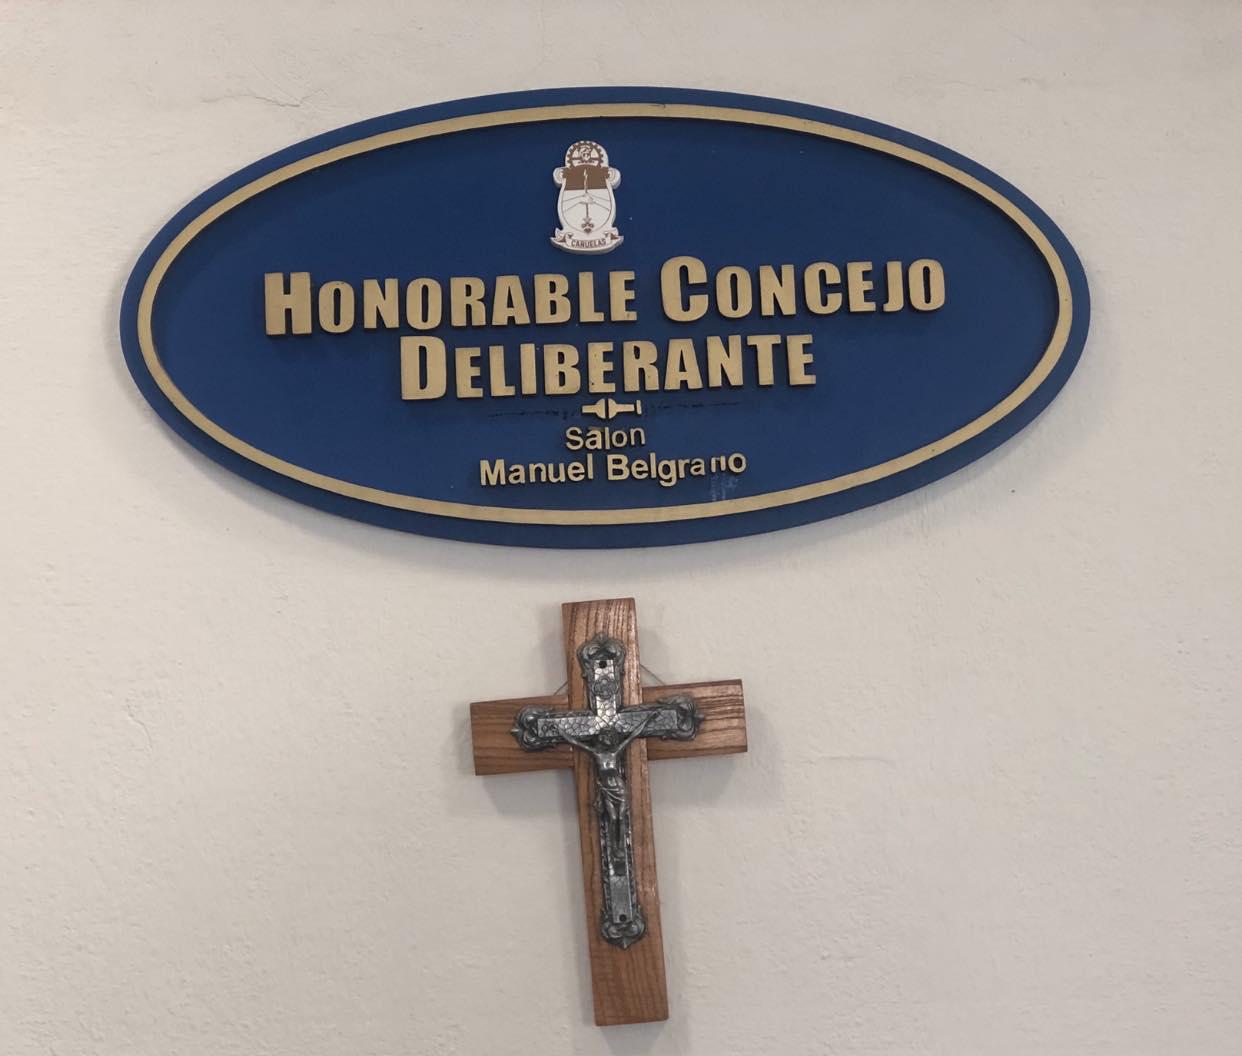 CAÑUELAS
HONORABLE CONCEJO
DELIBERANTE
Salon
Manuel Belgrano